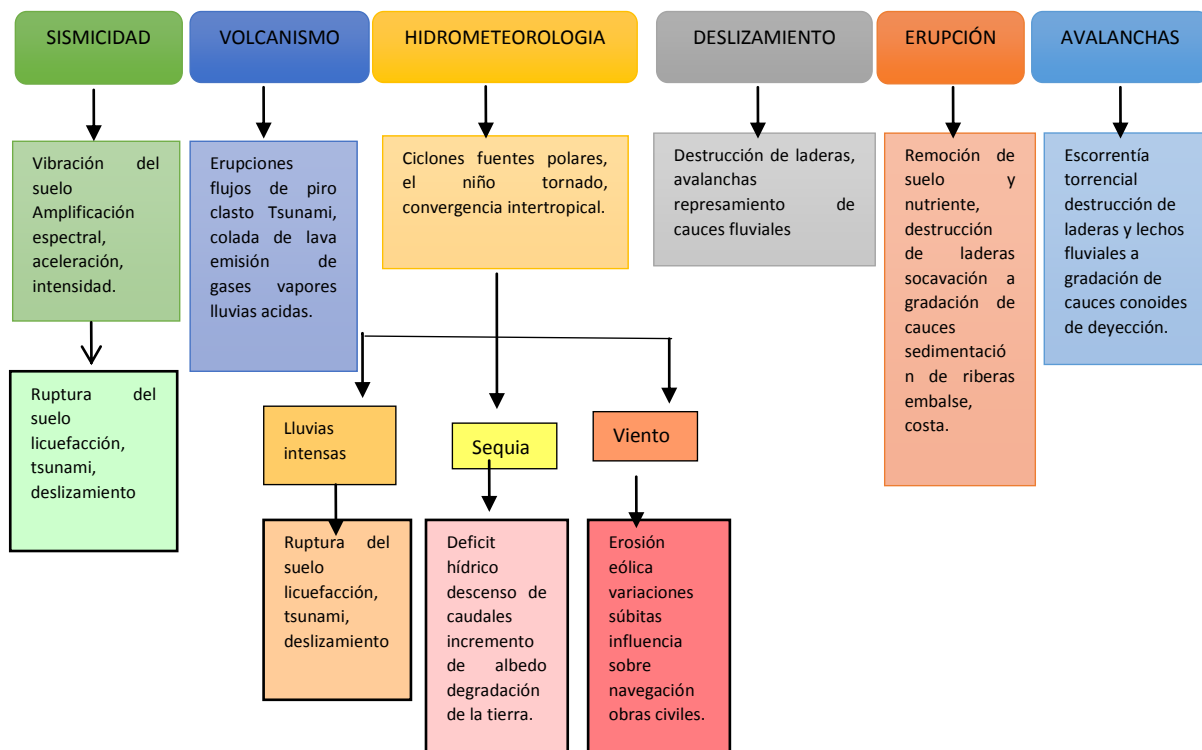 SISMICIDAD
VOLCANISMO
HIDROMETEOROLOGIA
DESLIZAMIENTO
ERUPCIÓN
AVALANCHAS
Vibración del
suelo
Amplificación
espectral,
aceleración,
intensidad.
Erupciones
flujos de piro
clasto Tsunami,
colada de lava
emisión de
gases vapores
lluvias acidas.
Ciclones fuentes polares,
el niño tornado,
convergencia intertropical.
Destrucción de laderas,
avalanchas
represamiento de
cauces fluviales
Remoción de
suelo y
nutriente,
destrucción
de laderas
socavación a
gradación de
cauces
sedimentació
n de riberas
embalse,
costa.
Escorrentía
torrencial
destrucción de
laderas y lechos
fluviales a
gradación de
cauces conoides
de deyección.
Ruptura del
suelo
licuefacción,
tsunami,
deslizamiento
Lluvias
intensas
Sequia
Viento
Ruptura del
suelo
licuefacción,
tsunami,
deslizamiento
Deficit
hídrico
descenso de
caudales
incremento
de albedo
degradación
de la tierra.
Erosión
eólica
variaciones
súbitas
influencia
sobre
navegación
obras civiles.